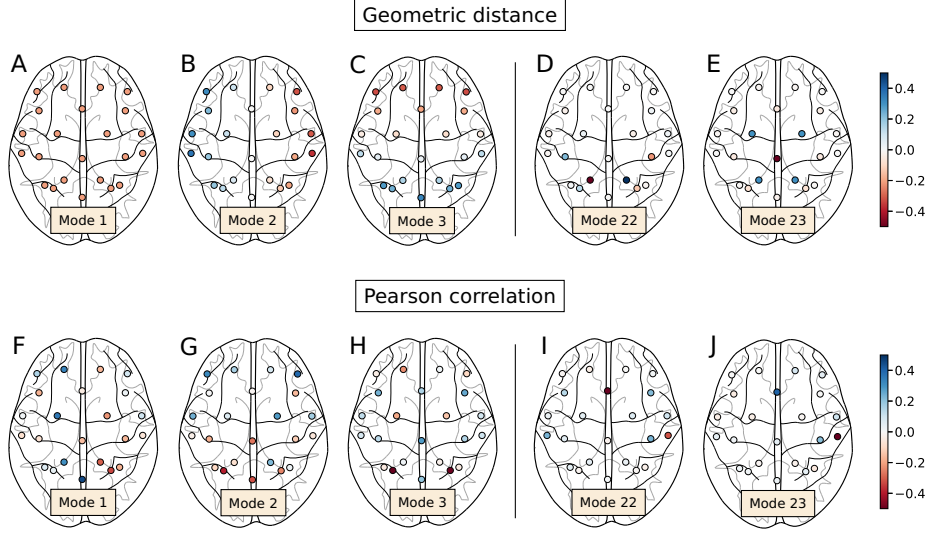 Geometric distance
A B C D E
Mode 1 Mode 2 Mode 3 Mode 22 Mode 23
0.4
0.2
0.0
−0.2
−0.4
Pearson correlation
F G H I J
Mode 1 Mode 2 Mode 3 Mode 22 Mode 23
0.4
0.2
0.0
−0.2
−0.4